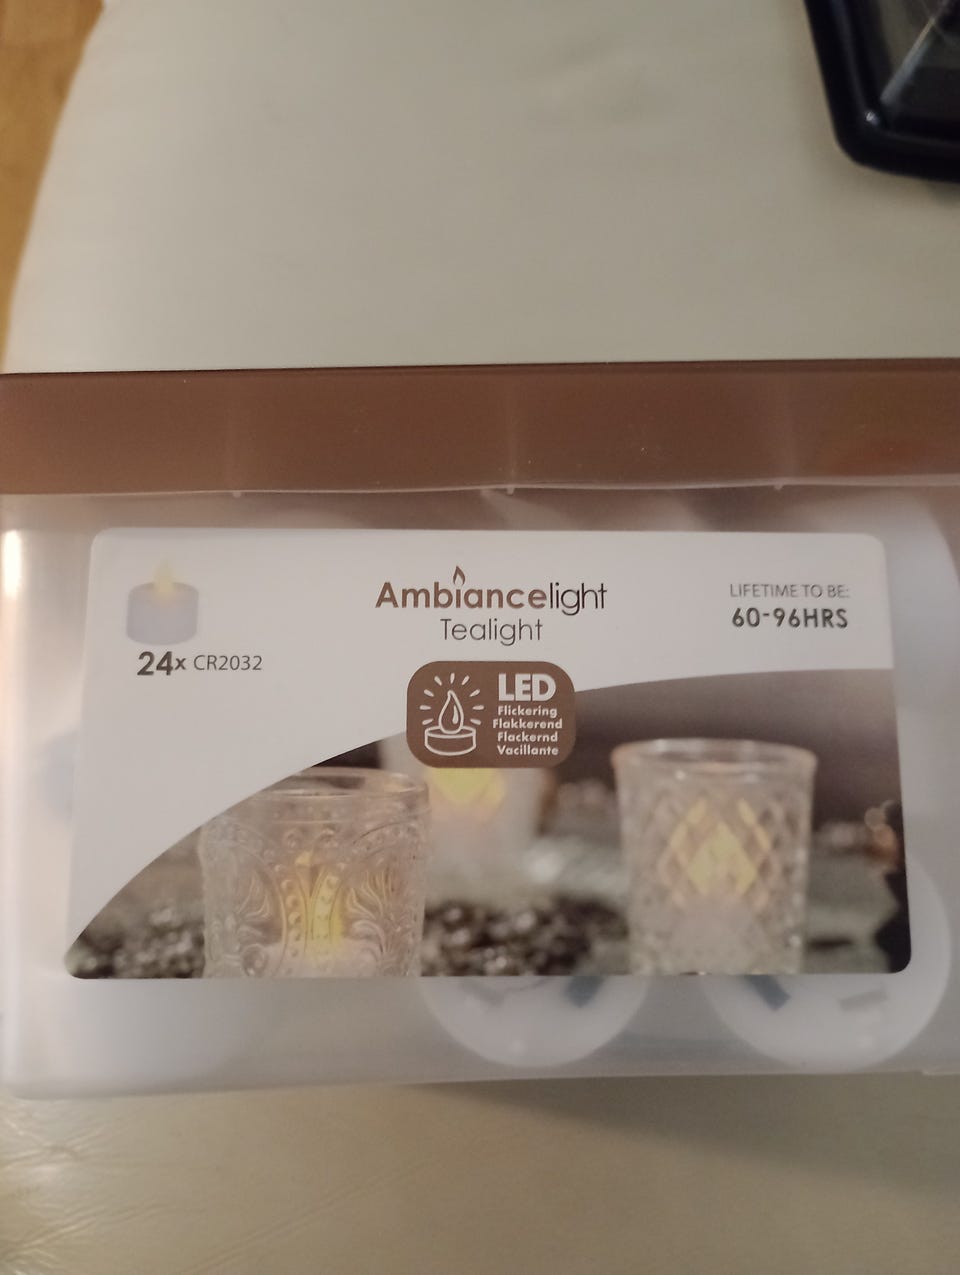 Ambiancelight
Tealight
24x CR2032
LIFETIME TO BE:
60-96HRS
LED
Flickering
Flakkerend
Flackernd
Vacillante